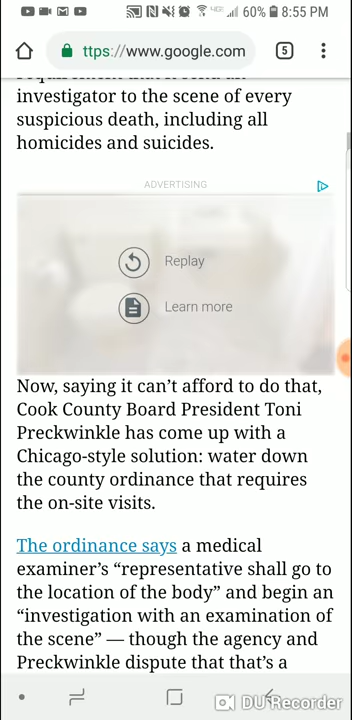 60% 8:55 PM
ttps://www.google.com 5
investigator to the scene of every
suspicious death, including all
homicides and suicides.
ADVERTISING
Replay
Learn more
Now, saying it can’t afford to do that,
Cook County Board President Toni
Preckwinkle has come up with a
Chicago-style solution: water down
the county ordinance that requires
the on-site visits.
The ordinance says a medical
examiner’s “representative shall go to
the location of the body” and begin an
“investigation with an examination of
the scene” — though the agency and
Preckwinkle dispute that that’s a
DU Recorder